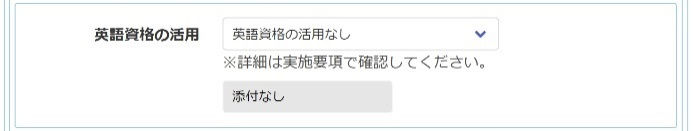 英語資格の活用 英語資格の活用なし
※詳細は実施要項で確認してください。
添付なし